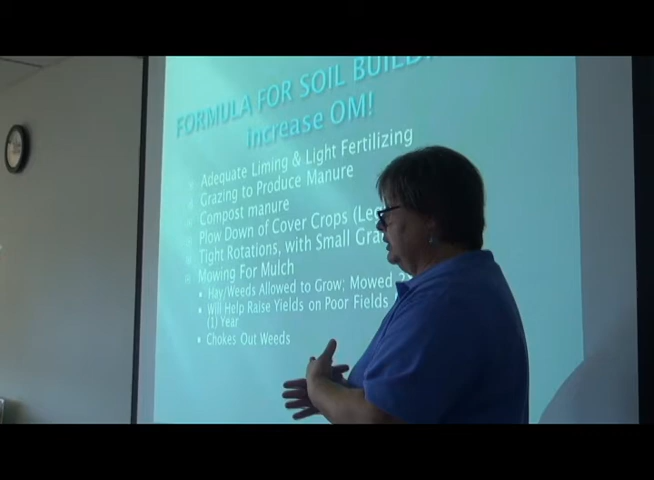 FORMULA FOR SOIL BUILD
increase OM!
Adequate Liming & Light Fertilizing
Grazing to Produce Manure
Compost manure
Plow Down of Cover Crops (Leg
Tight Rotations, with Small Gra
Mowing For Mulch
Hay/Weeds Allowed to Grow; Mowed
Will Help Raise Yields on Poor Fields
(1) Year
Chokes Out Weeds